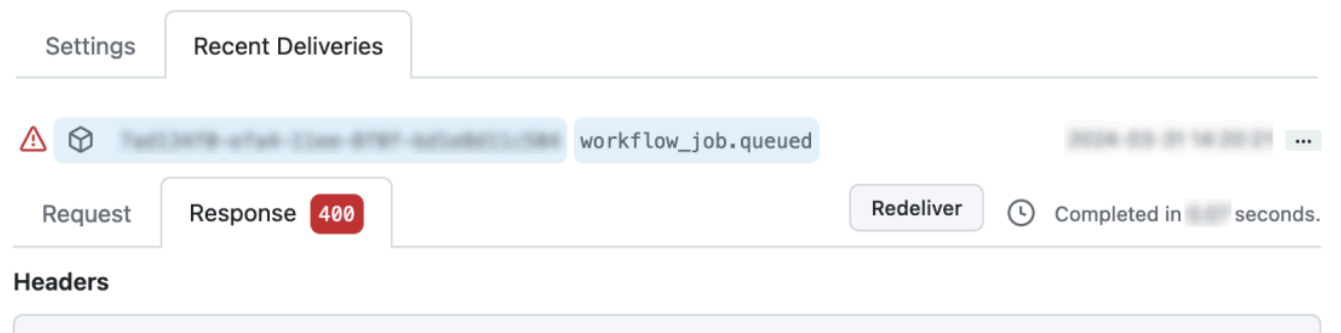 Settings Recent Deliveries
workflow_job.queued ...
Request Response 400 Redeliver Completed in seconds.
Headers